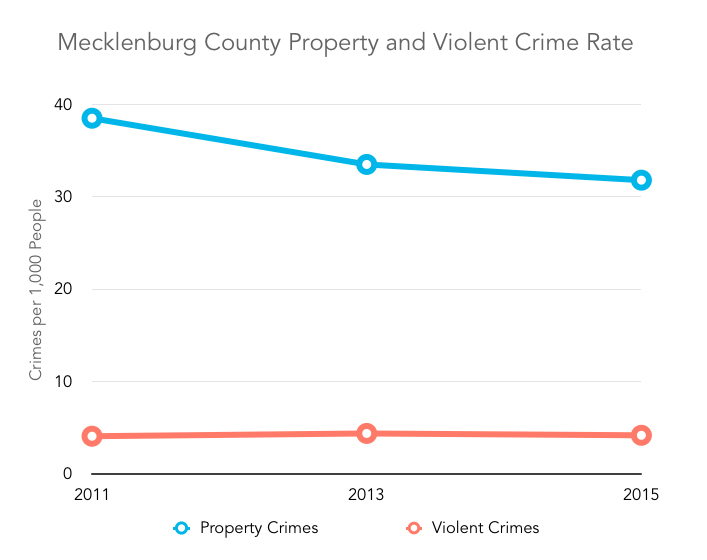 Mecklenburg County Property and Violent Crime Rate
40
30
20
10
0
Crimes per 1,000 People
2011 2013 2015
Property Crimes Violent Crimes